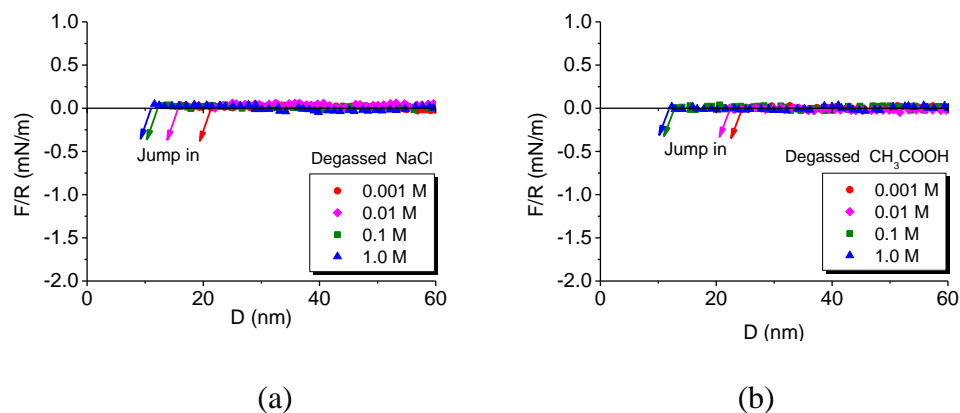 1.0
0.5
0.0
-0.5
-1.0
-1.5
-2.0
F/R (mN/m)
Jump in
Degassed NaCl
0.001 M
0.01 M
0.1 M
1.0 M
0 20 40 60
D (nm)
(a)
1.0
0.5
0.0
-0.5
-1.0
-1.5
-2.0
F/R (mN/m)
Jump in
Degassed CH₃COOH
0.001 M
0.01 M
0.1 M
1.0 M
0 20 40 60
D (nm)
(b)